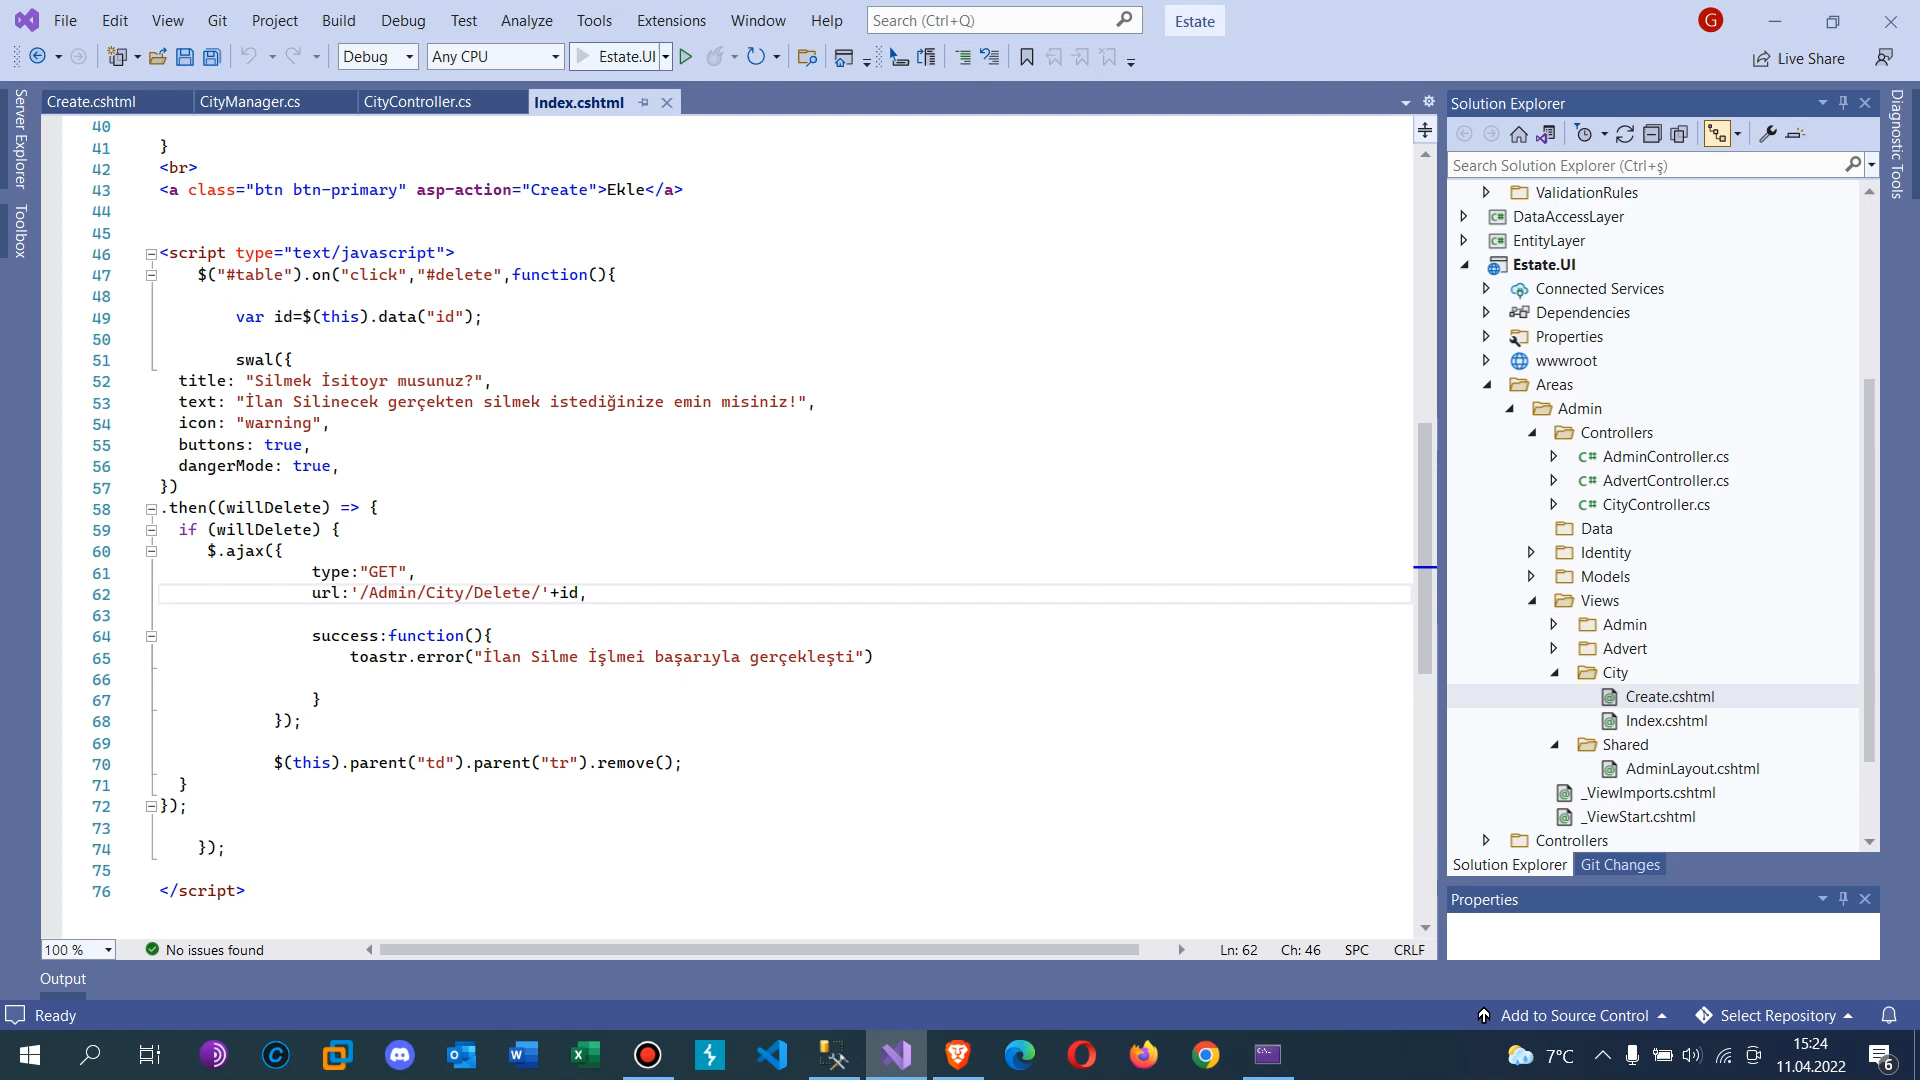 File Edit View Git Project Build Debug Test Analyze Tools Extensions Window Help Search (Ctrl+Q) Estate G
Debug Any CPU Estate.UI Live Share
Server Explorer
Toolbox
Create.cshtml CityManager.cs CityController.cs Index.cshtml
40
41 }
42 <br>
43 <a class="btn btn-primary" asp-action="Create">Ekle</a>
44
45
46 <script type="text/javascript">
47 $("#table").on("click","#delete",function(){
48
49 var id=$(this).data("id");
50
51 swal({
52 title: "Silmek İsitoyr musunuz?",
53 text: "İlan Silinecek gerçekten silmek istediğinize emin misiniz!",
54 icon: "warning",
55 buttons: true,
56 dangerMode: true,
57 })
58 .then((willDelete) => {
59 if (willDelete) {
60 $.ajax({
61 type:"GET",
62 url:'/Admin/City/Delete/'+id,
63
64 success:function(){
65 toastr.error("İlan Silme İşlmei başarıyla gerçekleşti")
66
67 }
68 });
69
70 $(this).parent("td").parent("tr").remove();
71 }
72 });
73
74 });
75
76 </script>
100 % No issues found Ln: 62 Ch: 46 SPC CRLF
Output
Solution Explorer
Search Solution Explorer (Ctrl+ş)
ValidationRules
DataAccessLayer
EntityLayer
Estate.UI
Connected Services
Dependencies
Properties
wwwroot
Areas
Admin
Controllers
C# AdminController.cs
C# AdvertController.cs
C# CityController.cs
Data
Identity
Models
Views
Admin
Advert
City
Create.cshtml
Index.cshtml
Shared
AdminLayout.cshtml
_ViewImports.cshtml
_ViewStart.cshtml
Controllers
Solution Explorer Git Changes
Properties
Diagnostic Tools
Ready Add to Source Control Select Repository
7°C 15:24
11.04.2022 6